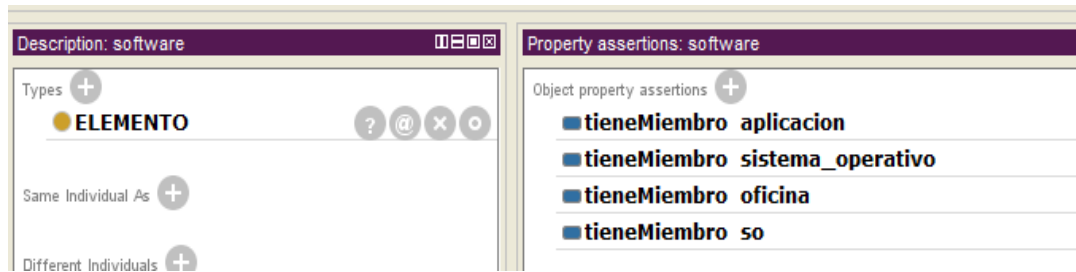 Description: software
Types
ELEMENTO
Same Individual As
Different Individuals
Property assertions: software
Object property assertions
tieneMiembro aplicacion
tieneMiembro sistema_operativo
tieneMiembro oficina
tieneMiembro so